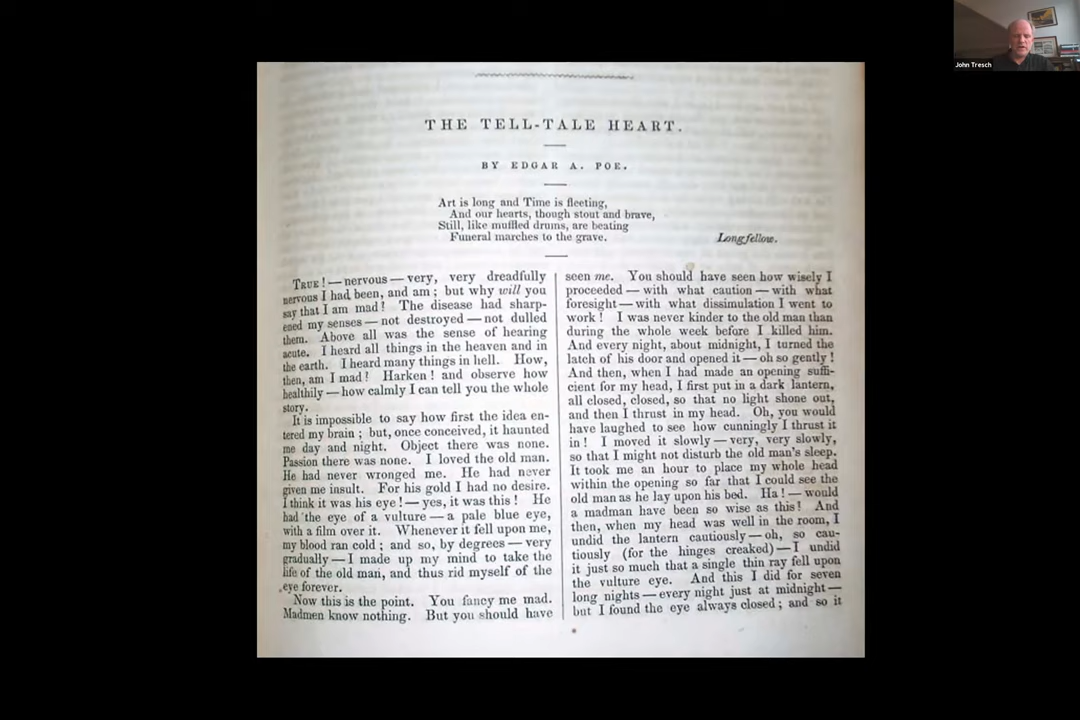 THE TELL-TALE HEART.
BY EDGAR A. POE.
Art is long and Time is fleeting,
And our hearts, though stout and brave,
Still, like muffled drums, are beating
Funeral marches to the grave.
Longfellow.
TRUE! — nervous — very, very dreadfully
nervous I had been, and am; but why will you
say that I am mad! The disease had sharp-
ened my senses — not destroyed — not dulled
them. Above all was the sense of hearing
acute. I heard all things in the heaven and in
the earth. I heard many things in hell. How,
then, am I mad! Harken! and observe how
healthily — how calmly I can tell you the whole
story.
It is impossible to say how first the idea en-
tered my brain; but, once conceived, it haunted
me day and night. Object there was none.
Passion there was none. I loved the old man.
He had never wronged me. He had never
given me insult. For his gold I had no desire.
I think it was his eye! — yes, it was this! He
had the eye of a vulture — a pale blue eye,
with a film over it. Whenever it fell upon me,
my blood ran cold; and so, by degrees — very
gradually — I made up my mind to take the
life of the old man, and thus rid myself of the
eye forever.
Now this is the point. You fancy me mad.
Madmen know nothing. But you should have
seen me. You should have seen how wisely I
proceeded — with what caution — with what
foresight — with what dissimulation I went to
work! I was never kinder to the old man than
during the whole week before I killed him.
And every night, about midnight, I turned the
latch of his door and opened it — oh so gently!
And then, when I had made an opening suffi-
cient for my head, I first put in a dark lantern,
all closed, closed, so that no light shone out,
and then I thrust in my head. Oh, you would
have laughed to see how cunningly I thrust it
in! I moved it slowly — very, very slowly,
so that I might not disturb the old man's sleep.
It took me an hour to place my whole head
within the opening so far that I could see the
old man as he lay upon his bed. Ha! — would
a madman have been so wise as this! And
then, when my head was well in the room, I
undid the lantern cautiously — oh, so cau-
tiously (for the hinges creaked) — I undid
it just so much that a single thin ray fell upon
the vulture eye. And this I did for seven
long nights — every night just at midnight —
but I found the eye always closed; and so it
John Tresch